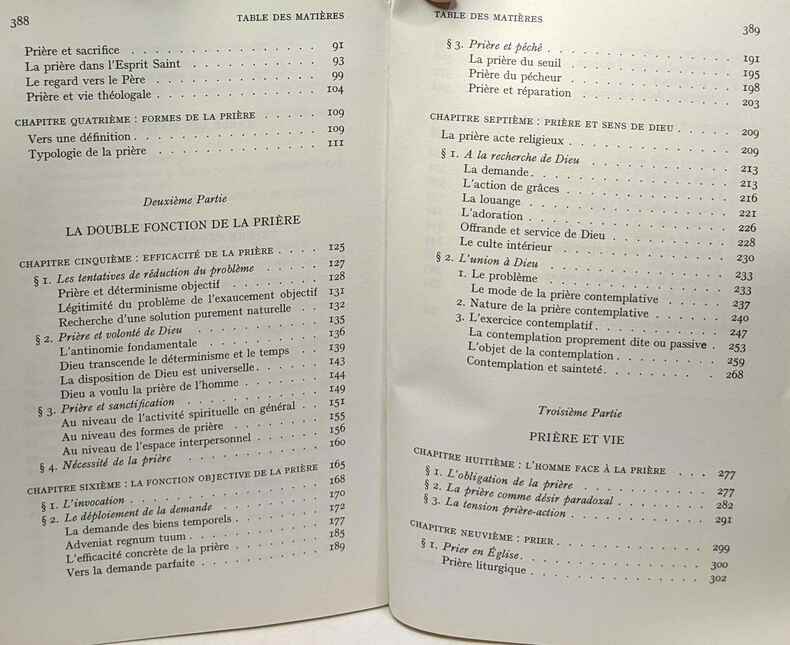 388 TABLE DES MATIÈRES
Prière et sacrifice . . . . . . . . . . 91
La prière dans l'Esprit Saint . . . . . . . . . . 93
Le regard vers le Père . . . . . . . . . . 99
Prière et vie théologale . . . . . . . . . . 104
CHAPITRE QUATRIÈME : FORMES DE LA PRIÈRE . . . . . 109
Vers une définition . . . . . . . . . . 109
Typologie de la prière . . . . . . . . . . 111
Deuxième Partie
LA DOUBLE FONCTION DE LA PRIÈRE
CHAPITRE CINQUIÈME : EFFICACITÉ DE LA PRIÈRE . . . . 125
§ 1. Les tentatives de réduction du problème . . . . . 127
Prière et déterminisme objectif . . . . . . 128
Légitimité du problème de l'exaucement objectif 131
Recherche d'une solution purement naturelle . . 132
§ 2. Prière et volonté de Dieu . . . . . . . . 135
L'antinomie fondamentale . . . . . . . . 136
Dieu transcende le déterminisme et le temps . . 139
La disposition de Dieu est universelle . . . . 143
Dieu a voulu la prière de l'homme . . . . . 144
§ 3. Prière et sanctification . . . . . . . . 149
Au niveau de l'activité spirituelle en général . . 151
Au niveau des formes de prière . . . . . . 155
Au niveau de l'espace interpersonnel . . . . 156
§ 4. Nécessité de la prière . . . . . . . . 160
CHAPITRE SIXIÈME : LA FONCTION OBJECTIVE DE LA PRIÈRE 165
§ 1. L'invocation . . . . . . . . . . 168
§ 2. Le déploiement de la demande . . . . . . 170
La demande des biens temporels . . . . . . 172
Adveniat regnum tuum . . . . . . . . 177
L'efficacité concrète de la prière . . . . . . 185
Vers la demande parfaite . . . . . . . . 189
TABLE DES MATIÈRES 389
§ 3. Prière et péché . . . . . . . . . . 191
La prière du seuil . . . . . . . . . . 195
Prière du pécheur . . . . . . . . . . 198
Prière et réparation . . . . . . . . . . 203
CHAPITRE SEPTIÈME : PRIÈRE ET SENS DE DIEU . . . . 209
La prière acte religieux . . . . . . . . . . 209
§ 1. A la recherche de Dieu . . . . . . . . 213
La demande . . . . . . . . . . 213
L'action de grâces . . . . . . . . . . 216
La louange . . . . . . . . . . 221
L'adoration . . . . . . . . . . 226
Offrande et service de Dieu . . . . . . . . 228
Le culte intérieur . . . . . . . . . . 230
§ 2. L'union à Dieu . . . . . . . . . . 233
1. Le problème . . . . . . . . . . 233
Le mode de la prière contemplative . . . . . 237
2. Nature de la prière contemplative . . . . . 240
3. L'exercice contemplatif . . . . . . . . 247
La contemplation proprement dite ou passive . 253
L'objet de la contemplation . . . . . . . . 259
Contemplation et sainteté . . . . . . . . 268
Troisième Partie
PRIÈRE ET VIE
CHAPITRE HUITIÈME : L'HOMME FACE À LA PRIÈRE . . . 277
§ 1. L'obligation de la prière . . . . . . . . 277
§ 2. La prière comme désir paradoxal . . . . . 282
§ 3. La tension prière-action . . . . . . . . 291
CHAPITRE NEUVIÈME : PRIER . . . . . . . . . . 299
§ 1. Prier en Église . . . . . . . . . . 300
Prière liturgique . . . . . . . . . . 302